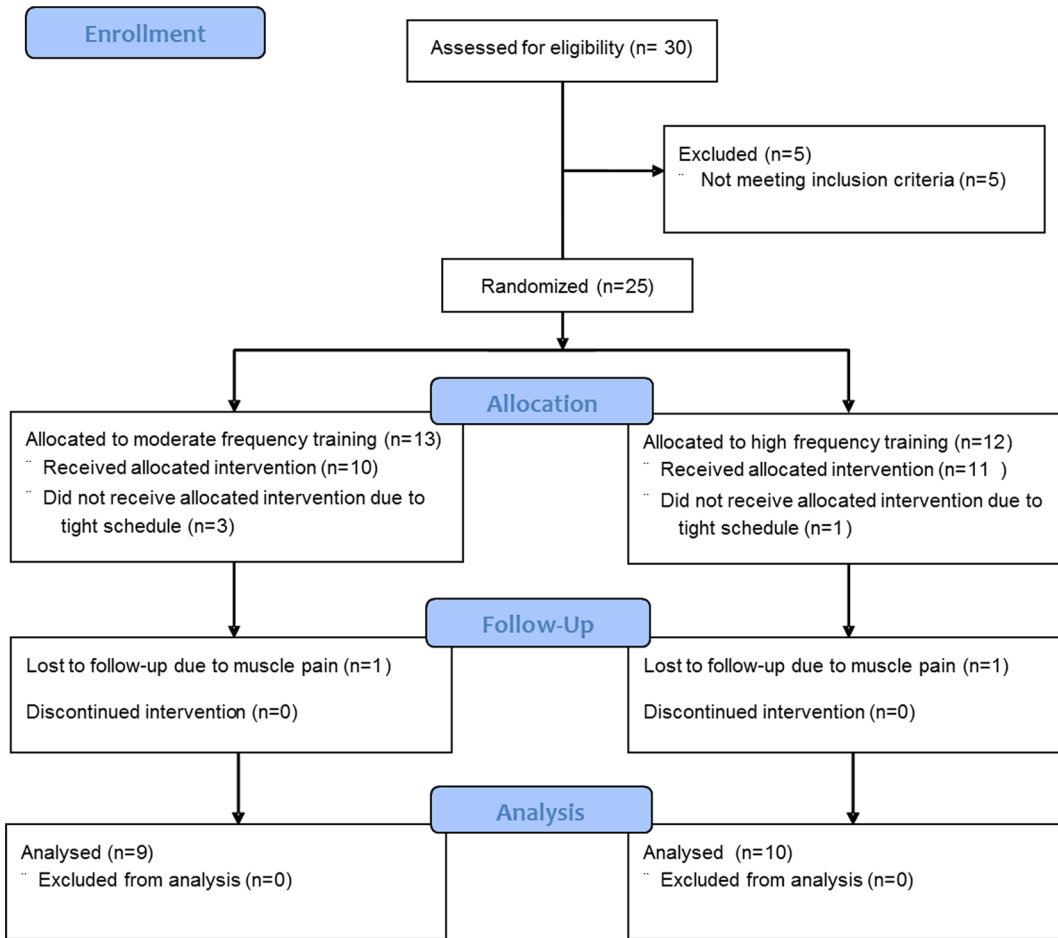 Enrollment
Assessed for eligibility (n= 30)
Excluded (n=5)
¨ Not meeting inclusion criteria (n=5)
Randomized (n=25)
Allocation
Allocated to moderate frequency training (n=13)
¨ Received allocated intervention (n=10)
¨ Did not receive allocated intervention due to
tight schedule (n=3)
Allocated to high frequency training (n=12)
¨ Received allocated intervention (n=11 )
¨ Did not receive allocated intervention due to
tight schedule (n=1)
Follow-Up
Lost to follow-up due to muscle pain (n=1)
Discontinued intervention (n=0)
Lost to follow-up due to muscle pain (n=1)
Discontinued intervention (n=0)
Analysis
Analysed (n=9)
¨ Excluded from analysis (n=0)
Analysed (n=10)
¨ Excluded from analysis (n=0)